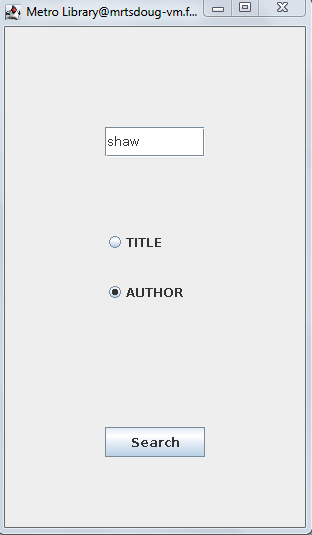 Metro Library@mrtsdoug-vm.f...
shaw
TITLE
AUTHOR
Search